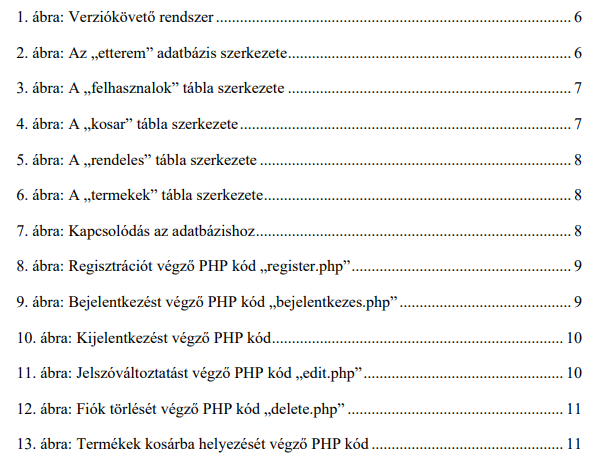 1. ábra: Verziókövető rendszer ........................................................................................ 6
2. ábra: Az „etterem” adatbázis szerkezete...................................................................... 6
3. ábra: A „felhasznalok” tábla szerkezete ...................................................................... 7
4. ábra: A „kosar” tábla szerkezete.................................................................................. 7
5. ábra: A „rendeles” tábla szerkezete ............................................................................. 8
6. ábra: A „termekek” tábla szerkezete............................................................................ 8
7. ábra: Kapcsolódás az adatbázishoz.............................................................................. 8
8. ábra: Regisztrációt végző PHP kód „register.php”...................................................... 9
9. ábra: Bejelentkezést végző PHP kód „bejelentkezes.php” .......................................... 9
10. ábra: Kijelentkezést végző PHP kód........................................................................ 10
11. ábra: Jelszóváltoztatást végző PHP kód „edit.php”.................................................. 10
12. ábra: Fiók törlését végző PHP kód „delete.php” ...................................................... 11
13. ábra: Termékek kosárba helyezését végző PHP kód ................................................ 11